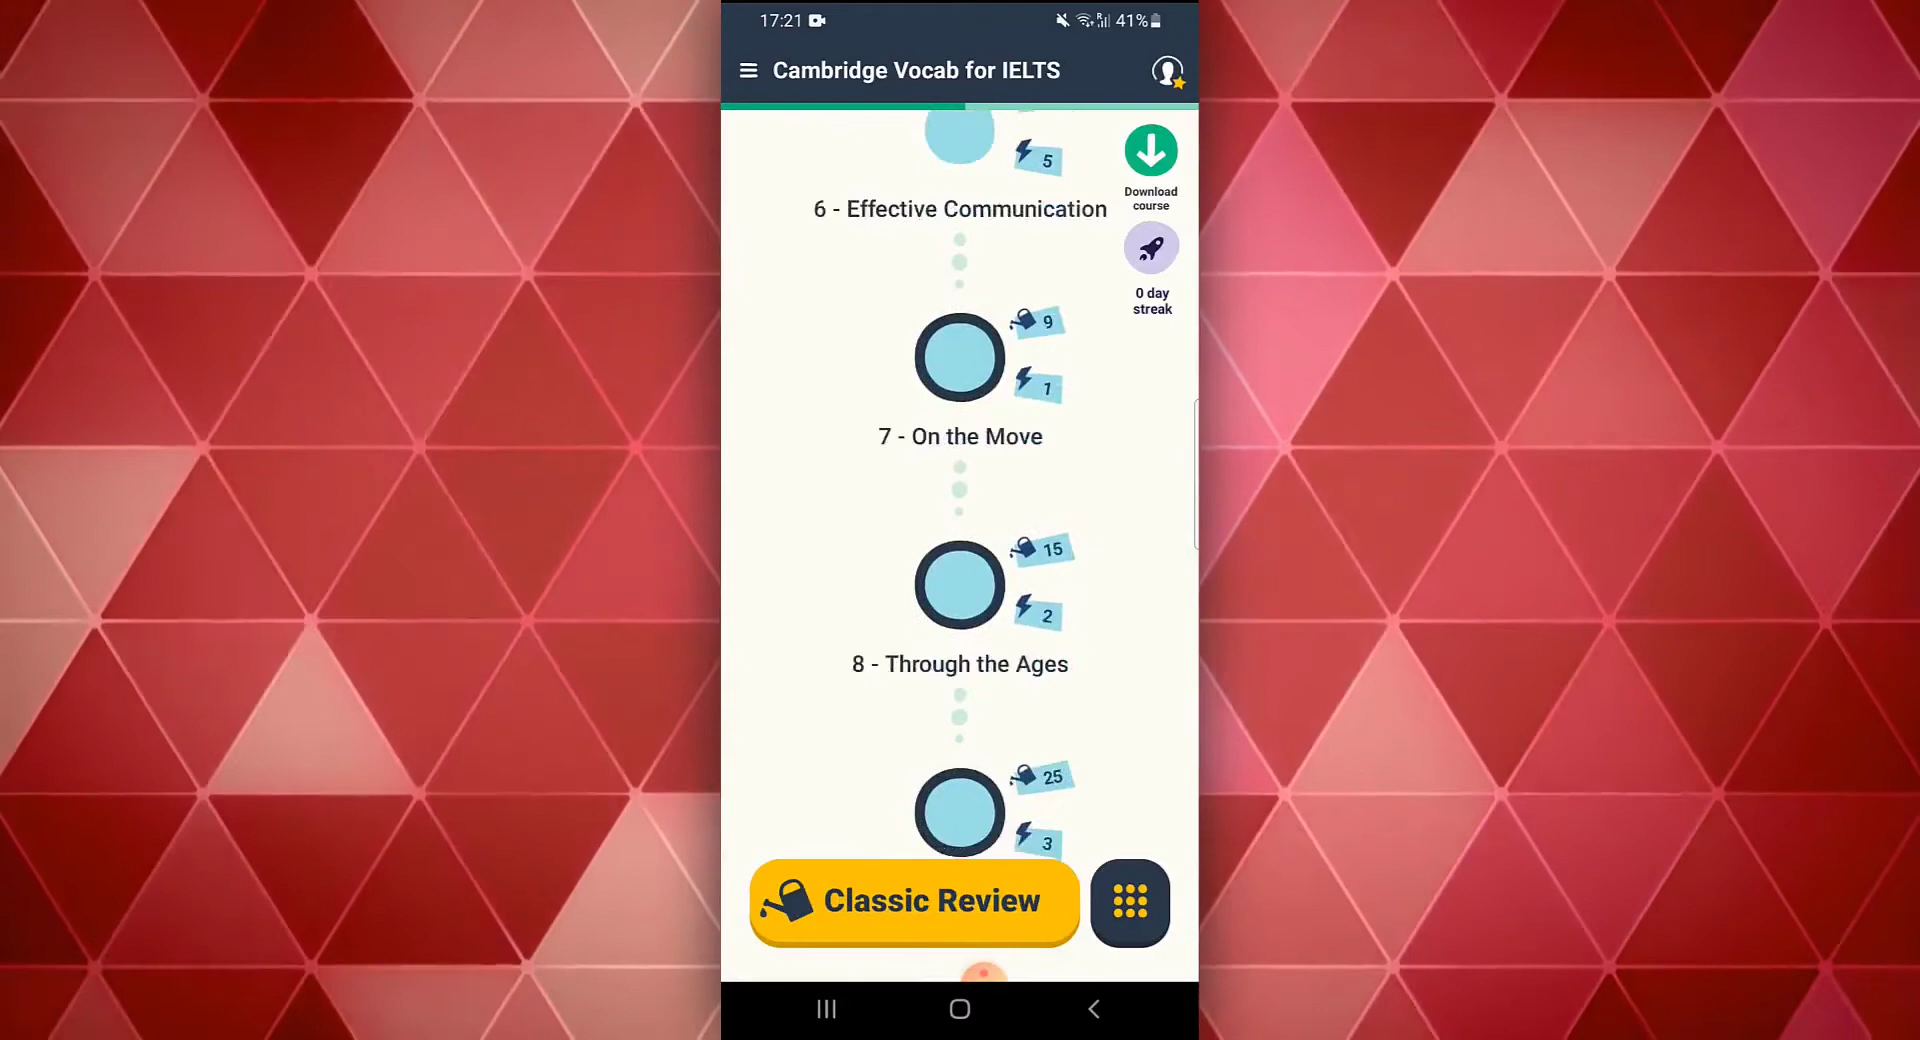 17:21
41%
Cambridge Vocab for IELTS
5
Download
course
6 - Effective Communication
0 day
streak
9
1
7 - On the Move
15
2
8 - Through the Ages
25
3
Classic Review